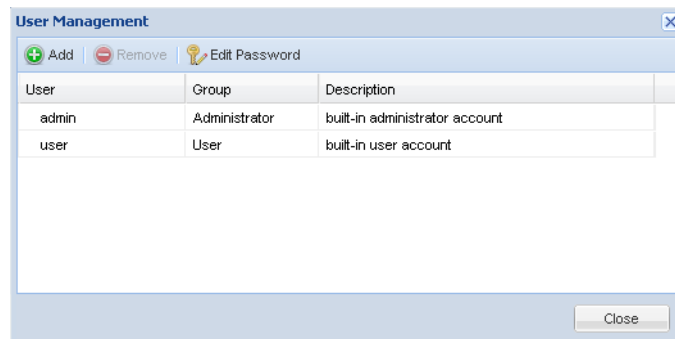 User Management
Add Remove Edit Password
User Group Description
admin Administrator built-in administrator account
user User built-in user account
Close